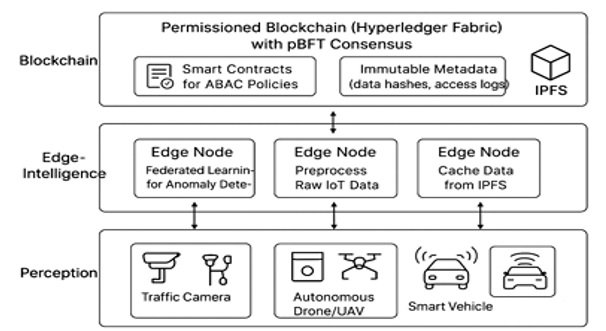 Permissioned Blockchain (Hyperledger Fabric)
with pBFT Consensus
Blockchain
Smart Contracts
for ABAC Policies
Immutable Metadata
(data hashes, access logs)
IPFS
Edge-
Intelligence
Edge Node
Federated Learnin-
for Anomaly Dete-
Edge Node
Preprocess
Raw IoT Data
Edge Node
Cache Data
from IPFS
Perception
Traffic Camera
Autonomous
Drone/UAV
Smart Vehicle